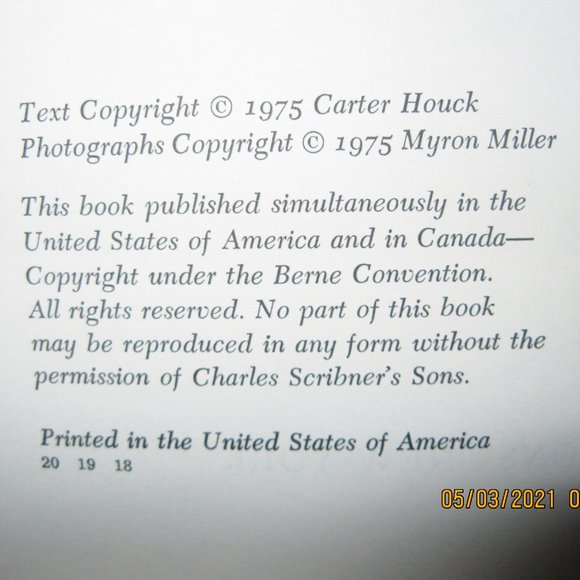 Text Copyright © 1975 Carter Houck
Photographs Copyright © 1975 Myron Miller
This book published simultaneously in the
United States of America and in Canada—
Copyright under the Berne Convention.
All rights reserved. No part of this book
may be reproduced in any form without the
permission of Charles Scribner's Sons.
Printed in the United States of America
20 19 18
05/03/2021